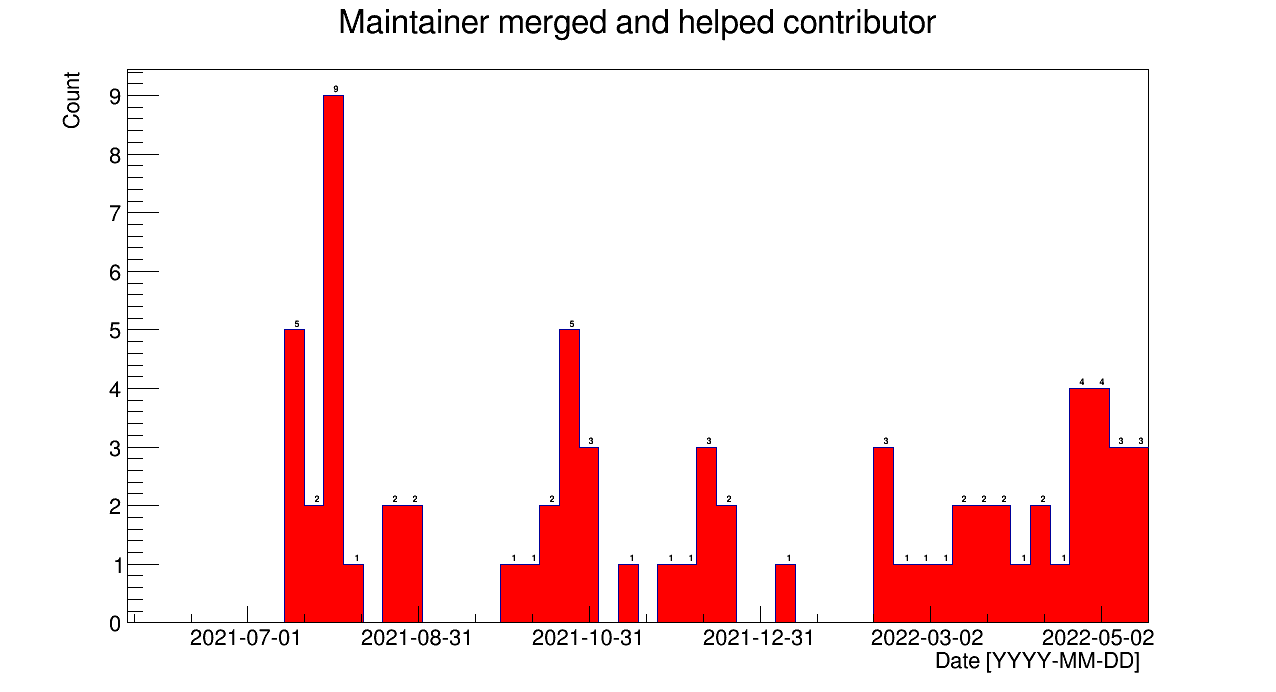 Maintainer merged and helped contributor
Count
9
8
7
6
5
4
3
2
1
0
5 2 9 1 2 2 1 1 2 5 3 1 1 1 3 2 1 3 1 1 1 2 2 2 1 2 1 4 4 3 3
2021-07-01 2021-08-31 2021-10-31 2021-12-31 2022-03-02 2022-05-02
Date [YYYY-MM-DD]